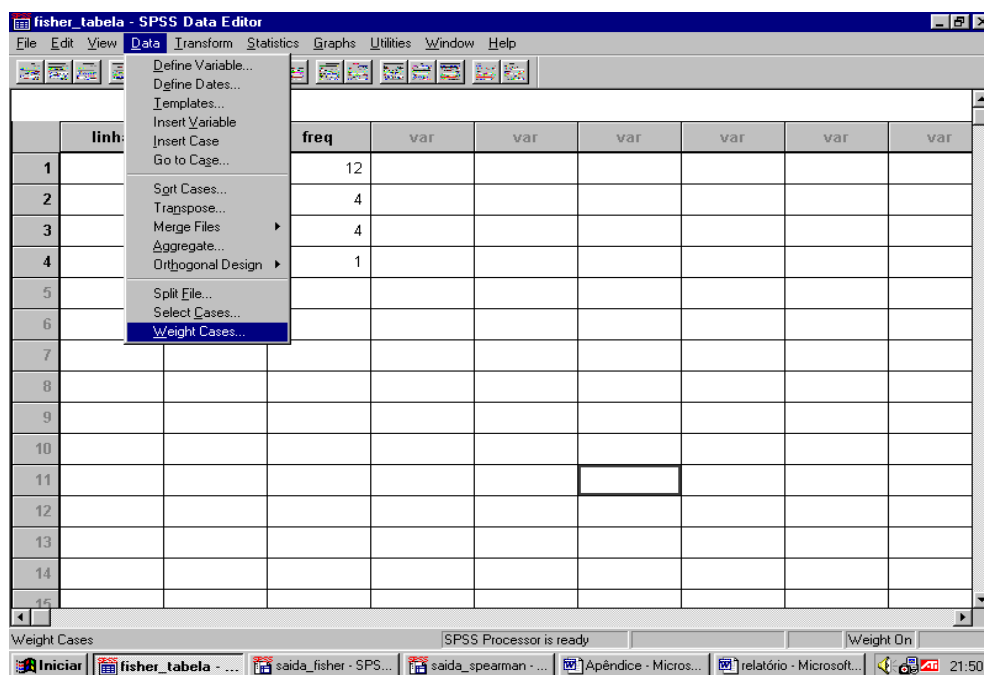 fisher_tabela - SPSS Data Editor
File Edit View Data Transform Statistics Graphs Utilities Window Help
Define Variable...
Define Dates...
Templates...
Insert Variable
Insert Case
Go to Case...
Sort Cases...
Transpose...
Merge Files
Aggregate...
Orthogonal Design
Split File...
Select Cases...
Weight Cases...
freq var var var var var var
1 12
2 4
3 4
4 1
5
6
7
8
9
10
11
12
13
14
15
Weight Cases SPSS Processor is ready Weight On
Iniciar fisher_tabela - ... saida_fisher - SPS... saida_spearman - ... Apêndice - Micros... relatório - Microsoft... 21:50